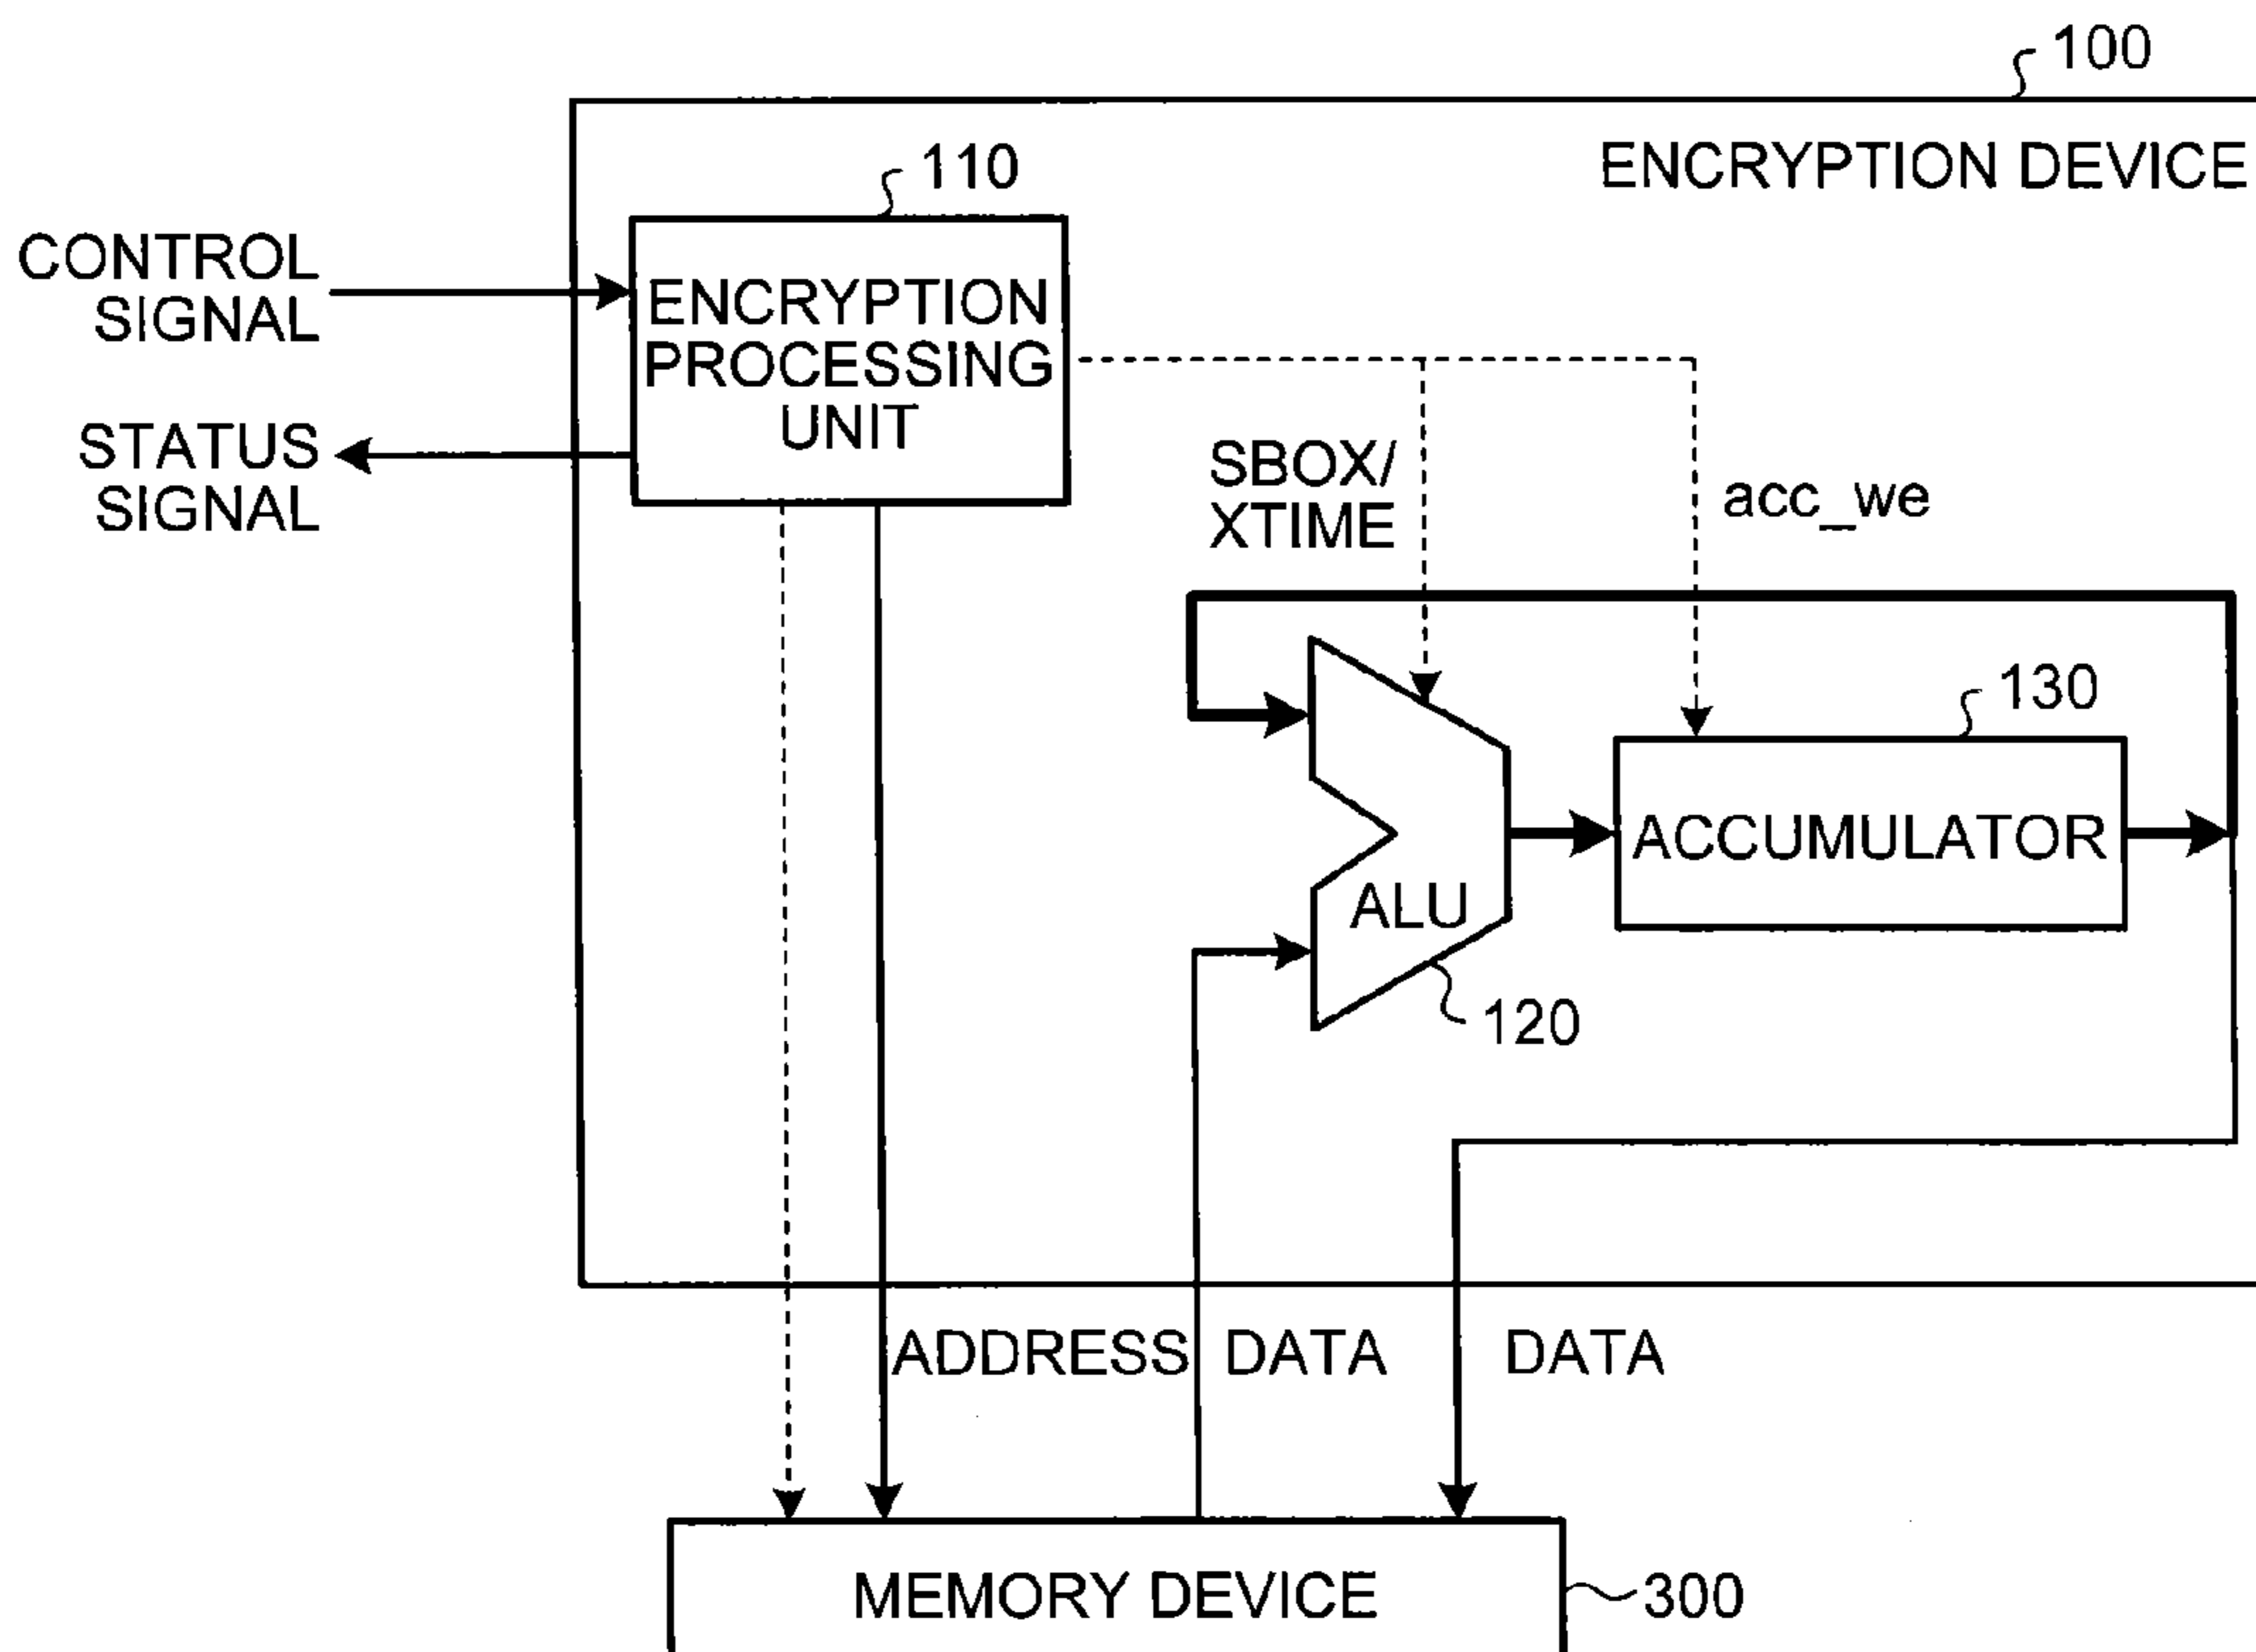 100
ENCRYPTION DEVICE
110
CONTROL
SIGNAL
ENCRYPTION
PROCESSING
UNIT
STATUS
SIGNAL
SBOX/
XTIME
acc_we
130
ACCUMULATOR
ALU
120
ADDRESS
DATA
DATA
MEMORY DEVICE
300